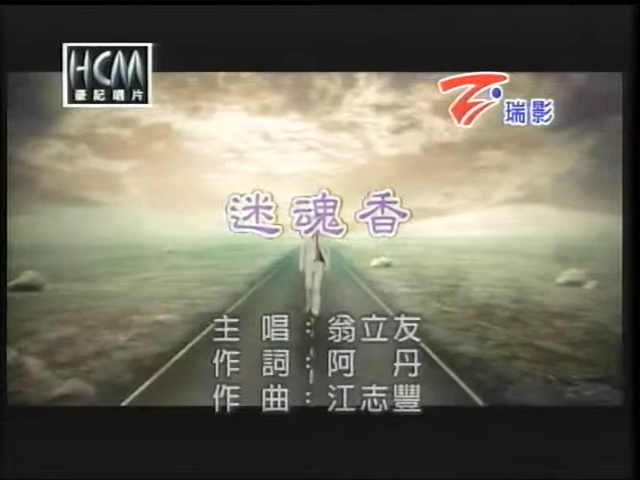 HCM
豪記唱片
瑞影
迷魂香
主唱：翁立友
作詞：阿丹
作曲：江志豐